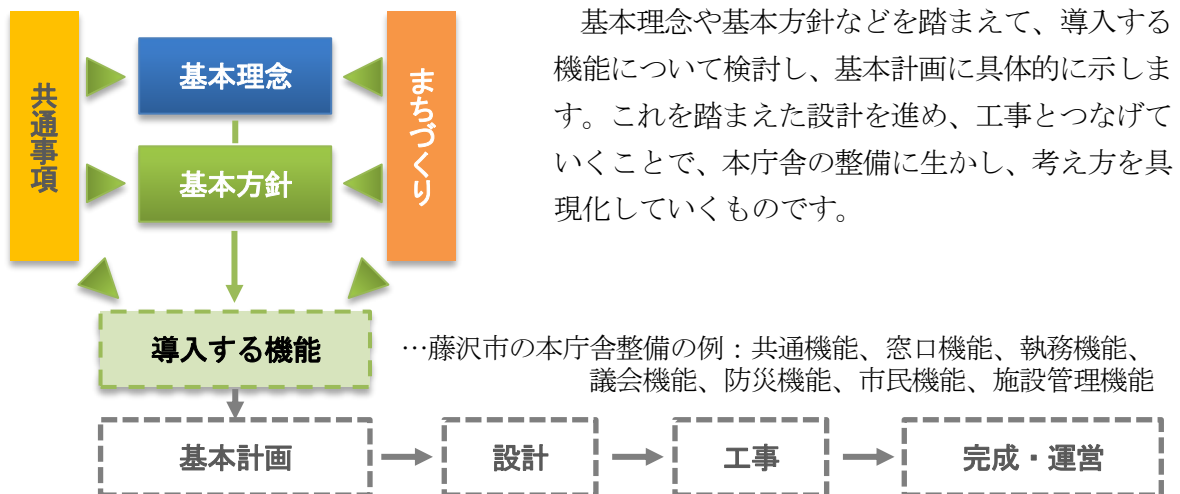 共通事項
基本理念
基本方針
まちづくり
基本理念や基本方針などを踏まえて、導入する
機能について検討し、基本計画に具体的に示しま
す。これを踏まえた設計を進め、工事とつなげて
いくことで、本庁舎の整備に生かし、考え方を具
現化していくものです。
導入する機能
…藤沢市の本庁舎整備の例：共通機能、窓口機能、執務機能、
議会機能、防災機能、市民機能、施設管理機能
基本計画
設計
工事
完成・運営